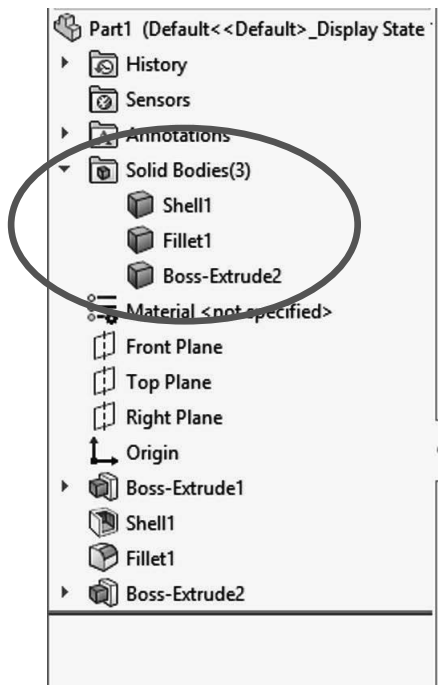 Part1 (Default<<Default>_Display State
History
Sensors
Annotations
Solid Bodies(3)
Shell1
Fillet1
Boss-Extrude2
Material <not specified>
Front Plane
Top Plane
Right Plane
Origin
Boss-Extrude1
Shell1
Fillet1
Boss-Extrude2